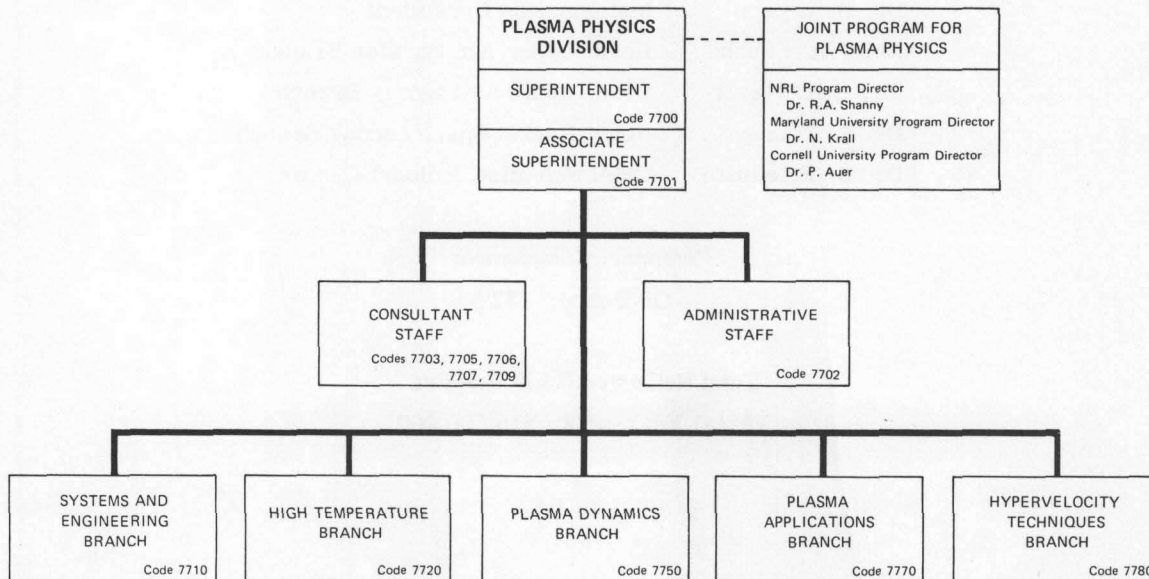 PLASMA PHYSICS
DIVISION
SUPERINTENDENT
Code 7700
ASSOCIATE
SUPERINTENDENT
Code 7701
JOINT PROGRAM FOR
PLASMA PHYSICS
NRL Program Director
Dr. R.A. Shanny
Maryland University Program Director
Dr. N. Krall
Cornell University Program Director
Dr. P. Auer
CONSULTANT
STAFF
Codes 7703, 7705, 7706,
7707, 7709
ADMINISTRATIVE
STAFF
Code 7702
SYSTEMS AND
ENGINEERING
BRANCH
Code 7710
HIGH TEMPERATURE
BRANCH
Code 7720
PLASMA DYNAMICS
BRANCH
Code 7750
PLASMA
APPLICATIONS
BRANCH
Code 7770
HYPERVELOCITY
TECHNIQUES
BRANCH
Code 7780